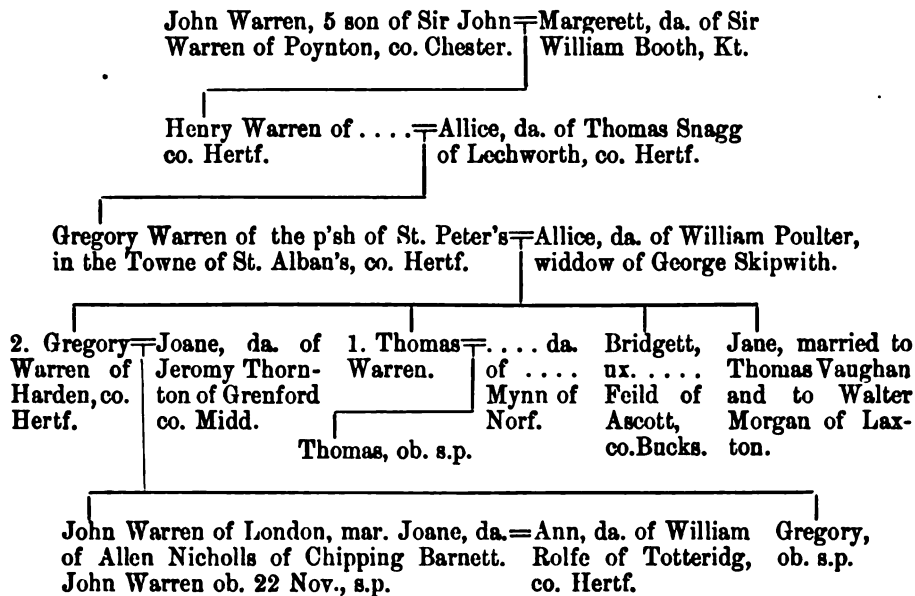 John Warren, 5 son of Sir John=Margerett, da. of Sir
Warren of Poynton, co. Chester. William Booth, Kt.
Henry Warren of . . . .=Allice, da. of Thomas Snagg
co. Hertf. of Lechworth, co. Hertf.
Gregory Warren of the p'sh of St. Peter's=Allice, da. of William Poulter,
in the Towne of St. Alban's, co. Hertf. widdow of George Skipwith.
2. Gregory=Joane, da. of
Warren of Jeromy Thorn-
Harden, co. ton of Grenford
Hertf. co. Midd.
1. Thomas=. . . . da.
Warren. of . . . .
Mynn of
Norf.
Bridgett,
ux. . . . . .
Feild of
Ascott,
co.Bucks.
Jane, married to
Thomas Vaughan
and to Walter
Morgan of Lax-
ton.
Thomas, ob. s.p.
John Warren of London, mar. Joane, da.=Ann, da. of William
of Allen Nicholls of Chipping Barnett. Rolfe of Totteridg,
John Warren ob. 22 Nov., s.p. co. Hertf.
Gregory,
ob. s.p.